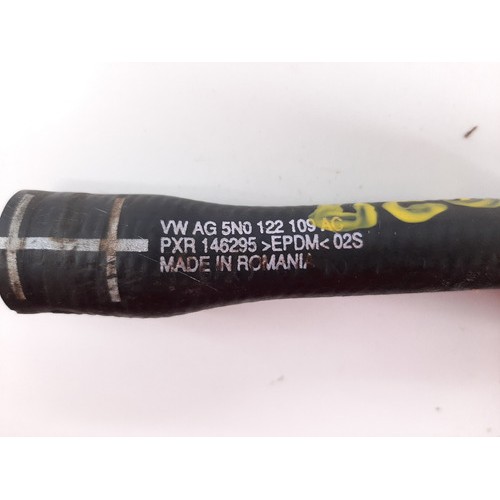 VW AG 5N0 122 109 AC
PXR 146295 >EPDM< 02S
MADE IN ROMANIA